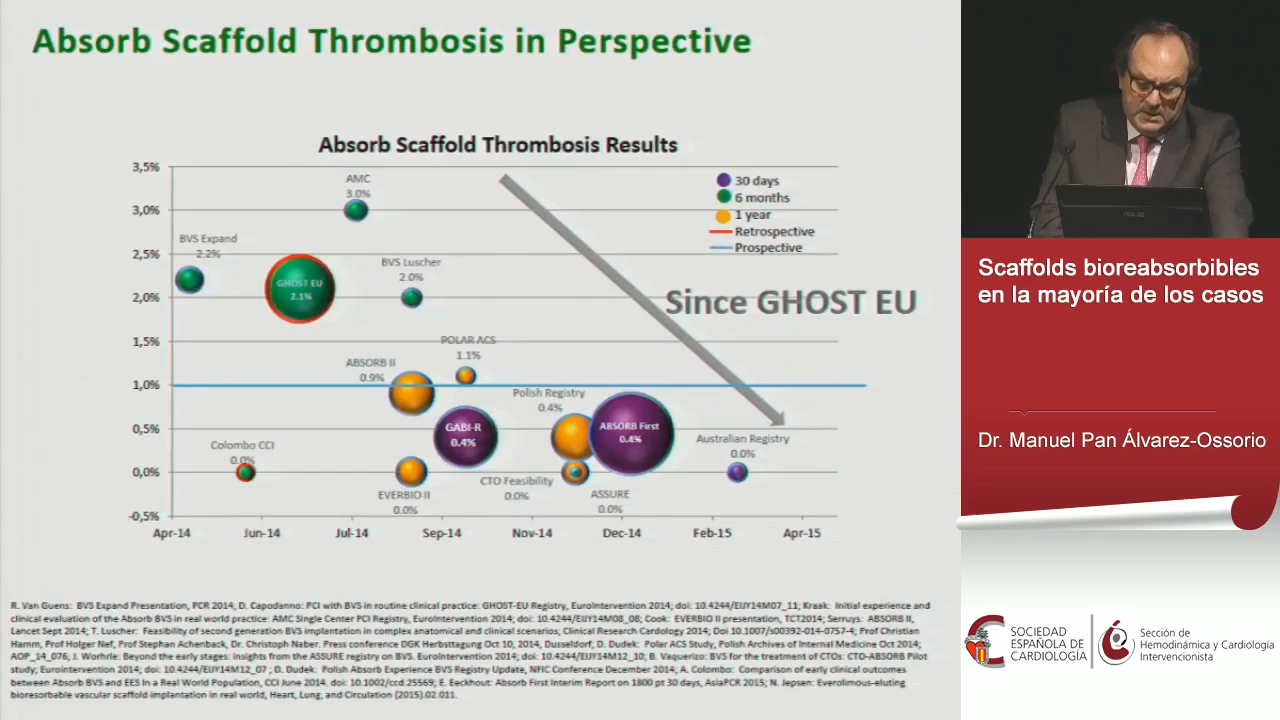 Absorb Scaffold Thrombosis in Perspective
Absorb Scaffold Thrombosis Results
3,5%
3,0%
2,5%
2,0%
1,5%
1,0%
0,5%
0,0%
-0,5%
Apr-14
Jun-14
Jul-14
Sep-14
Nov-14
Dec-14
Feb-15
Apr-15
30 days
6 months
1 year
Retrospective
Prospective
Since GHOST EU
AMC
3.0%
BVS Expand
2.2%
GHOST EU
2.1%
BVS Luscher
2.0%
POLAR ACS
1.1%
ABSORB II
0.9%
Polish Registry
0.4%
GABI-R
0.4%
ABSORB First
0.4%
Australian Registry
0.0%
Colombo CCI
0.0%
EVERBIO II
0.0%
CTO Feasibility
0.0%
ASSURE
0.0%
R. Van Guens: BVS Expand Presentation, PCR 2014; D. Capodanno: PCI with BVS in routine clinical practice: GHOST-EU Registry, EuroIntervention 2014; doi: 10.4244/EIJY14M07_11; Kraak: Initial experience and
clinical evaluation of the Absorb BVS in real world practice: AMC Single Center PCI Registry, EuroIntervention 2014; doi: 10.4244/EIJY14M08_08; Cook: EVERBIO II presentation, TCT2014; Serruys: ABSORB II,
Lancet Sept 2014; T. Luscher: Feasibility of second generation BVS implantation in complex anatomical and clinical scenarios; Clinical Research Cardiology 2014; Doi 10.1007/s00392-014-0757-4; Prof Christian
Hamm, Prof Holger Nef, Prof Stephan Achenback, Dr. Christoph Naber. Press conference DGK Herbsttagung Oct 10, 2014, Dusseldorf, D. Dudek: Polar ACS Study, Polish Archives of Internal Medicine Oct 2014;
AOP_14_076; J. Worhrle: Beyond the early stages: insights from the ASSURE registry on BVS. EuroIntervention 2014; doi: 10.4244/EIJY14M12_10; B. Vaquerizo: BVS for the treatment of CTOs: CTO-ABSORB Pilot
study; EuroIntervention 2014; doi: 10.4244/EIJY14M12_07 ; D. Dudek: Polish Absorb Experience BVS Registry Update, NFIC Conference December 2014; A. Colombo: Comparison of early clinical outcomes
between Absorb BVS and EES In a Real World Population, CCI June 2014. doi: 10.1002/ccd.25569; E. Eeckhout: Absorb First Interim Report on 1800 pt 30 days, AsiaPCR 2015; N. Jepsen: Everolimous-eluting
bioresorbable vascular scaffold implantation in real world, Heart, Lung, and Circulation (2015).02.011.
ASUS
Scaffolds bioreabsorbibles
en la mayoría de los casos
Dr. Manuel Pan Álvarez-Ossorio
SOCIEDAD
ESPAÑOLA DE
CARDIOLOGÍA
Sección de
Hemodinámica y Cardiología
Intervencionista